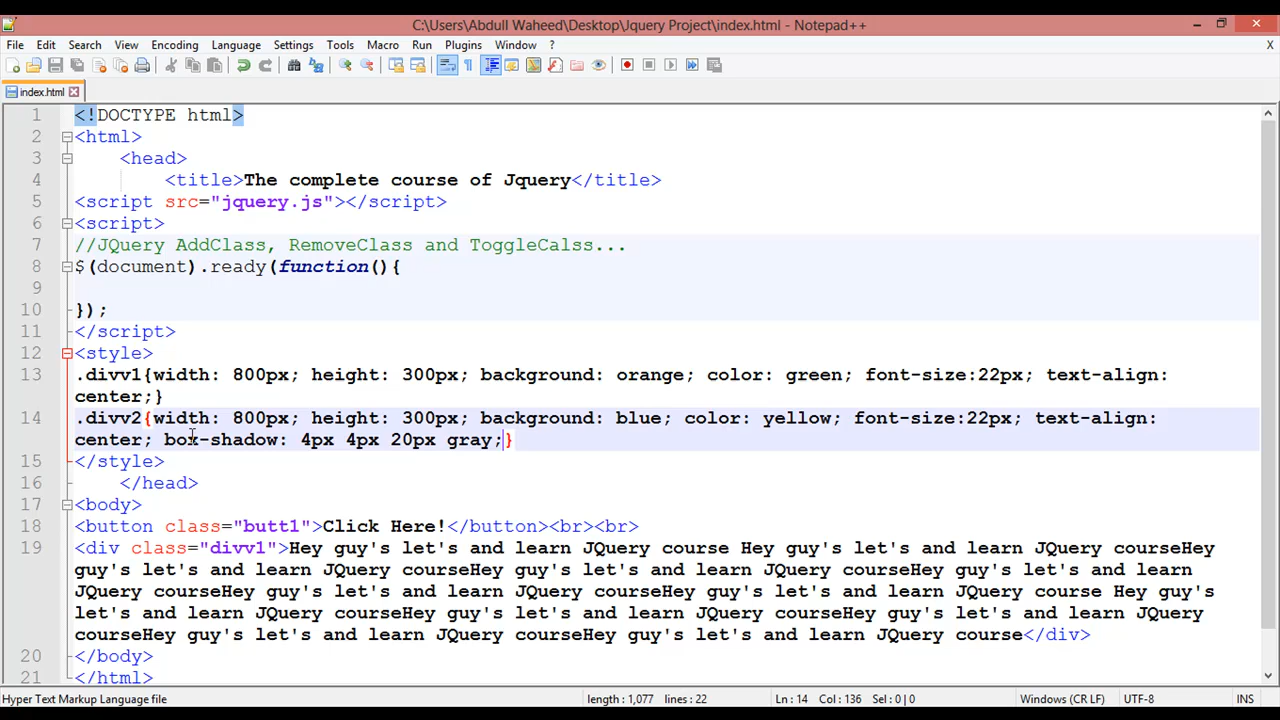 C:\Users\Abdull Waheed\Desktop\Jquery Project\index.html - Notepad++
File Edit Search View Encoding Language Settings Tools Macro Run Plugins Window ? X
index.html
1 <!DOCTYPE html>
2 <html>
3 <head>
4 <title>The complete course of Jquery</title>
5 <script src="jquery.js"></script>
6 <script>
7 //JQuery AddClass, RemoveClass and ToggleCalss...
8 $(document).ready(function(){
9
10 });
11 </script>
12 <style>
13 .divv1{width: 800px; height: 300px; background: orange; color: green; font-size:22px; text-align:
center;}
14 .divv2{width: 800px; height: 300px; background: blue; color: yellow; font-size:22px; text-align:
center; box-shadow: 4px 4px 20px gray;}
15 </style>
16 </head>
17 <body>
18 <button class="butt1">Click Here!</button><br><br>
19 <div class="divv1">Hey guy's let's and learn JQuery course Hey guy's let's and learn JQuery courseHey
guy's let's and learn JQuery courseHey guy's let's and learn JQuery courseHey guy's let's and learn
JQuery courseHey guy's let's and learn JQuery courseHey guy's let's and learn JQuery course Hey guy's
let's and learn JQuery courseHey guy's let's and learn JQuery courseHey guy's let's and learn JQuery
courseHey guy's let's and learn JQuery courseHey guy's let's and learn JQuery course</div>
20 </body>
21 </html>
Hyper Text Markup Language file length : 1,077 lines : 22 Ln : 14 Col : 136 Sel : 0 | 0 Windows (CR LF) UTF-8 INS